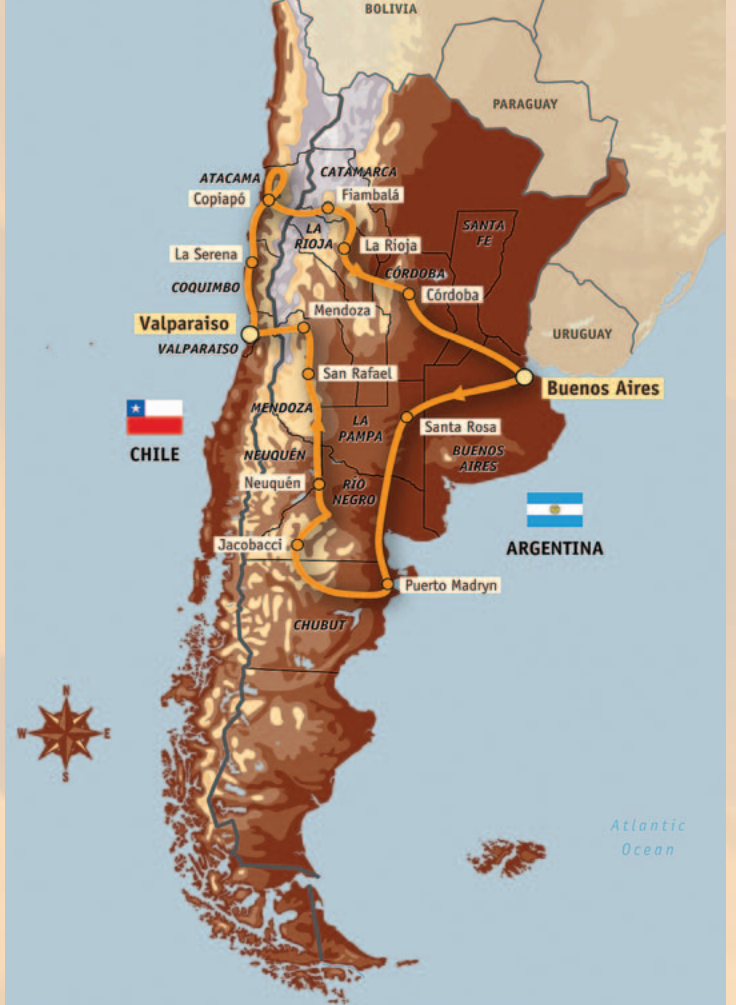 BOLIVIA
PARAGUAY
ATACAMA
CATAMARCA
Copiapó
Fiambalá
LA
RIOJA
La Rioja
SANTA
FE
La Serena
CÓRDOBA
COQUIMBO
Córdoba
Mendoza
Valparaiso
VALPARAISO
URUGUAY
San Rafael
Buenos Aires
MENDOZA
LA
PAMPA
Santa Rosa
CHILE
NEUQUÉN
BUENOS
AIRES
Neuquén
RÍO
NEGRO
Jacobacci
ARGENTINA
Puerto Madryn
CHUBUT
N
W
E
S
Atlantic
Ocean